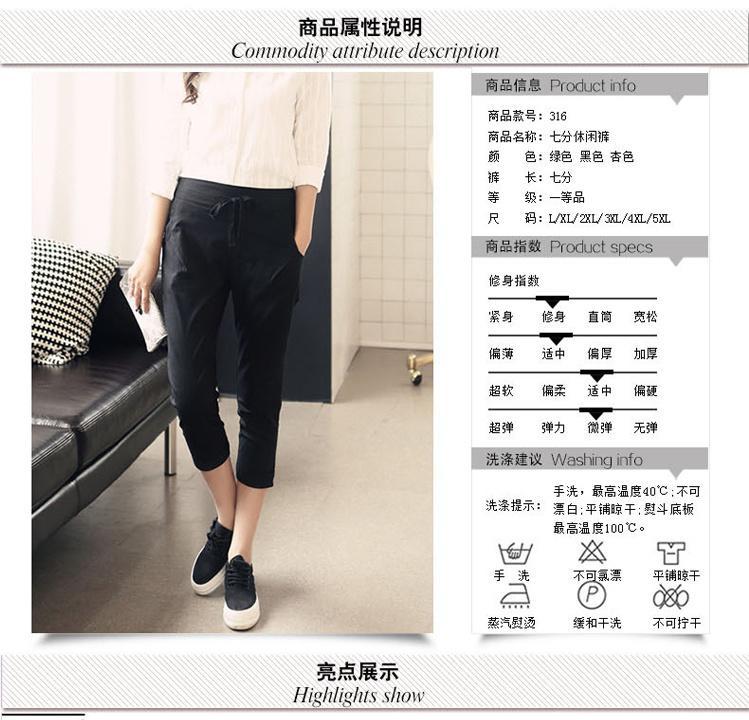 商品属性说明
Commodity attribute description
商品信息 Product info
商品款号：316
商品名称：七分休闲裤
颜 色：绿色 黑色 杏色
裤 长：七分
等 级：一等品
尺 码：L/XL/2XL/3XL/4XL/5XL
商品指数 Product specs
修身指数
紧身 修身 直筒 宽松
偏薄 适中 偏厚 加厚
超软 偏柔 适中 偏硬
超弹 弹力 微弹 无弹
洗涤建议 Washing info
洗涤提示：
手洗，最高温度40℃;不可
漂白;平铺晾干;熨斗底板
最高温度100℃。
手 洗 不可氯漂 平铺晾干
P
蒸汽熨烫 缓和干洗 不可拧干
亮点展示
Highlights show